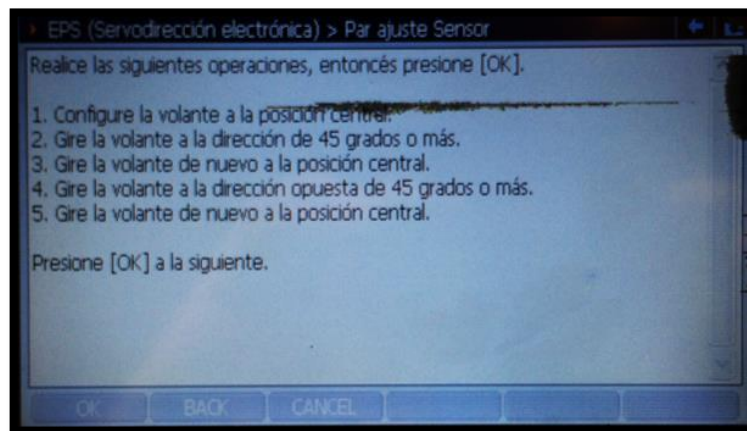 EPS (Servodirección electrónica) > Par ajuste Sensor
Realice las siguientes operaciones, entoncés presione [OK].
1. Configure la volante a la posición central.
2. Gire la volante a la dirección de 45 grados o más.
3. Gire la volante de nuevo a la posición central.
4. Gire la volante a la dirección opuesta de 45 grados o más.
5. Gire la volante de nuevo a la posición central.
Presione [OK] a la siguiente.
OK BACK CANCEL